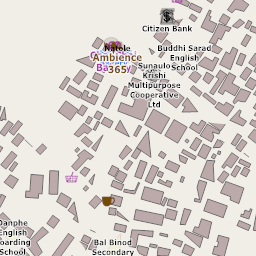 Citizen Bank
Natole
Ambience
365
Buddhi Sarad
English
School
Sunaulo
Krishi
Multipurpose
Cooperative
Ltd
Danphe
English
Boarding
School
Bal Binod
Secondary